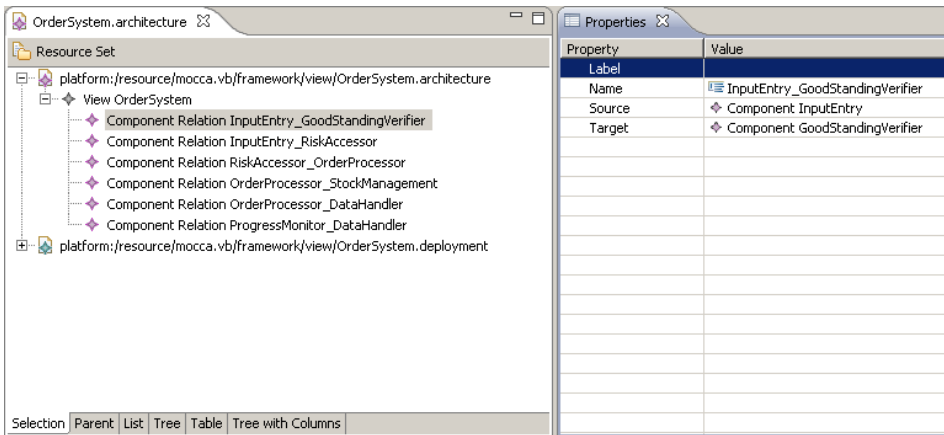 OrderSystem.architecture
Resource Set
platform:/resource/mocca.vb/framework/view/OrderSystem.architecture
View OrderSystem
Component Relation InputEntry_GoodStandingVerifier
Component Relation InputEntry_RiskAccessor
Component Relation RiskAccessor_OrderProcessor
Component Relation OrderProcessor_StockManagement
Component Relation OrderProcessor_DataHandler
Component Relation ProgressMonitor_DataHandler
platform:/resource/mocca.vb/framework/view/OrderSystem.deployment
Selection Parent List Tree Table Tree with Columns
Properties
Property Value
Label
Name InputEntry_GoodStandingVerifier
Source Component InputEntry
Target Component GoodStandingVerifier